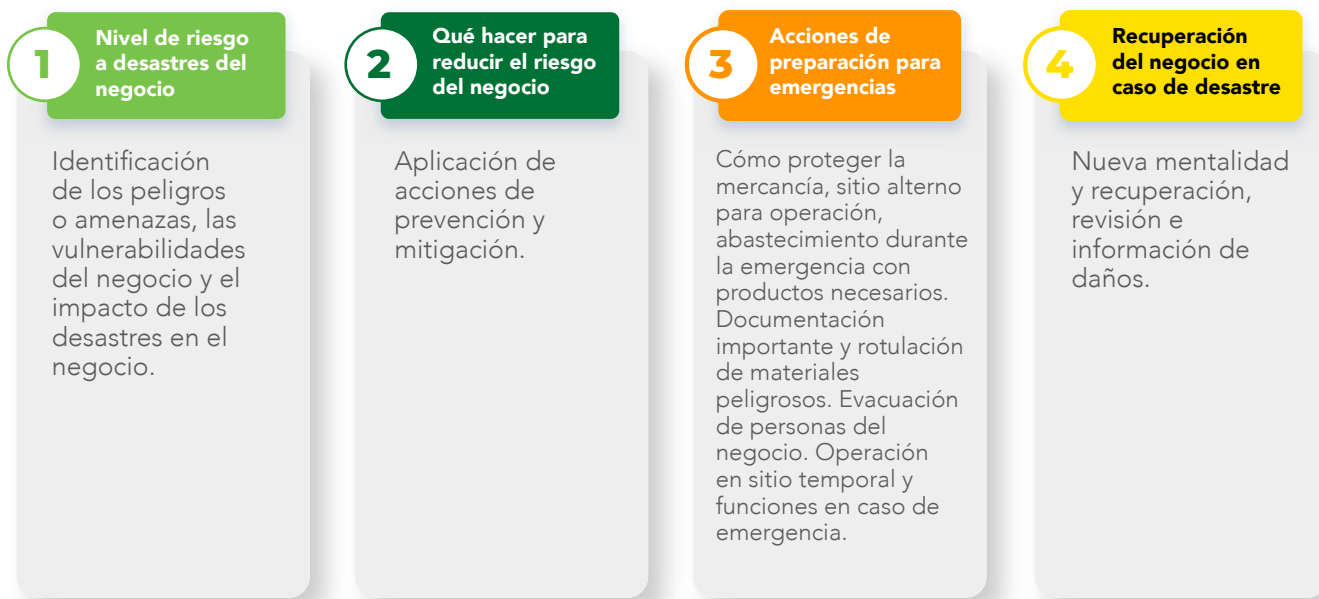 1
Nivel de riesgo
a desastres del
negocio
Identificación
de los peligros
o amenazas, las
vulnerabilidades
del negocio y el
impacto de los
desastres en el
negocio.
2
Qué hacer para
reducir el riesgo
del negocio
Aplicación de
acciones de
prevención y
mitigación.
3
Acciones de
preparación para
emergencias
Cómo proteger la
mercancía, sitio alterno
para operación,
abastecimiento durante
la emergencia con
productos necesarios.
Documentación
importante y rotulación
de materiales
peligrosos. Evacuación
de personas del
negocio. Operación
en sitio temporal y
funciones en caso de
emergencia.
4
Recuperación
del negocio en
caso de desastre
Nueva mentalidad
y recuperación,
revisión e
información de
daños.